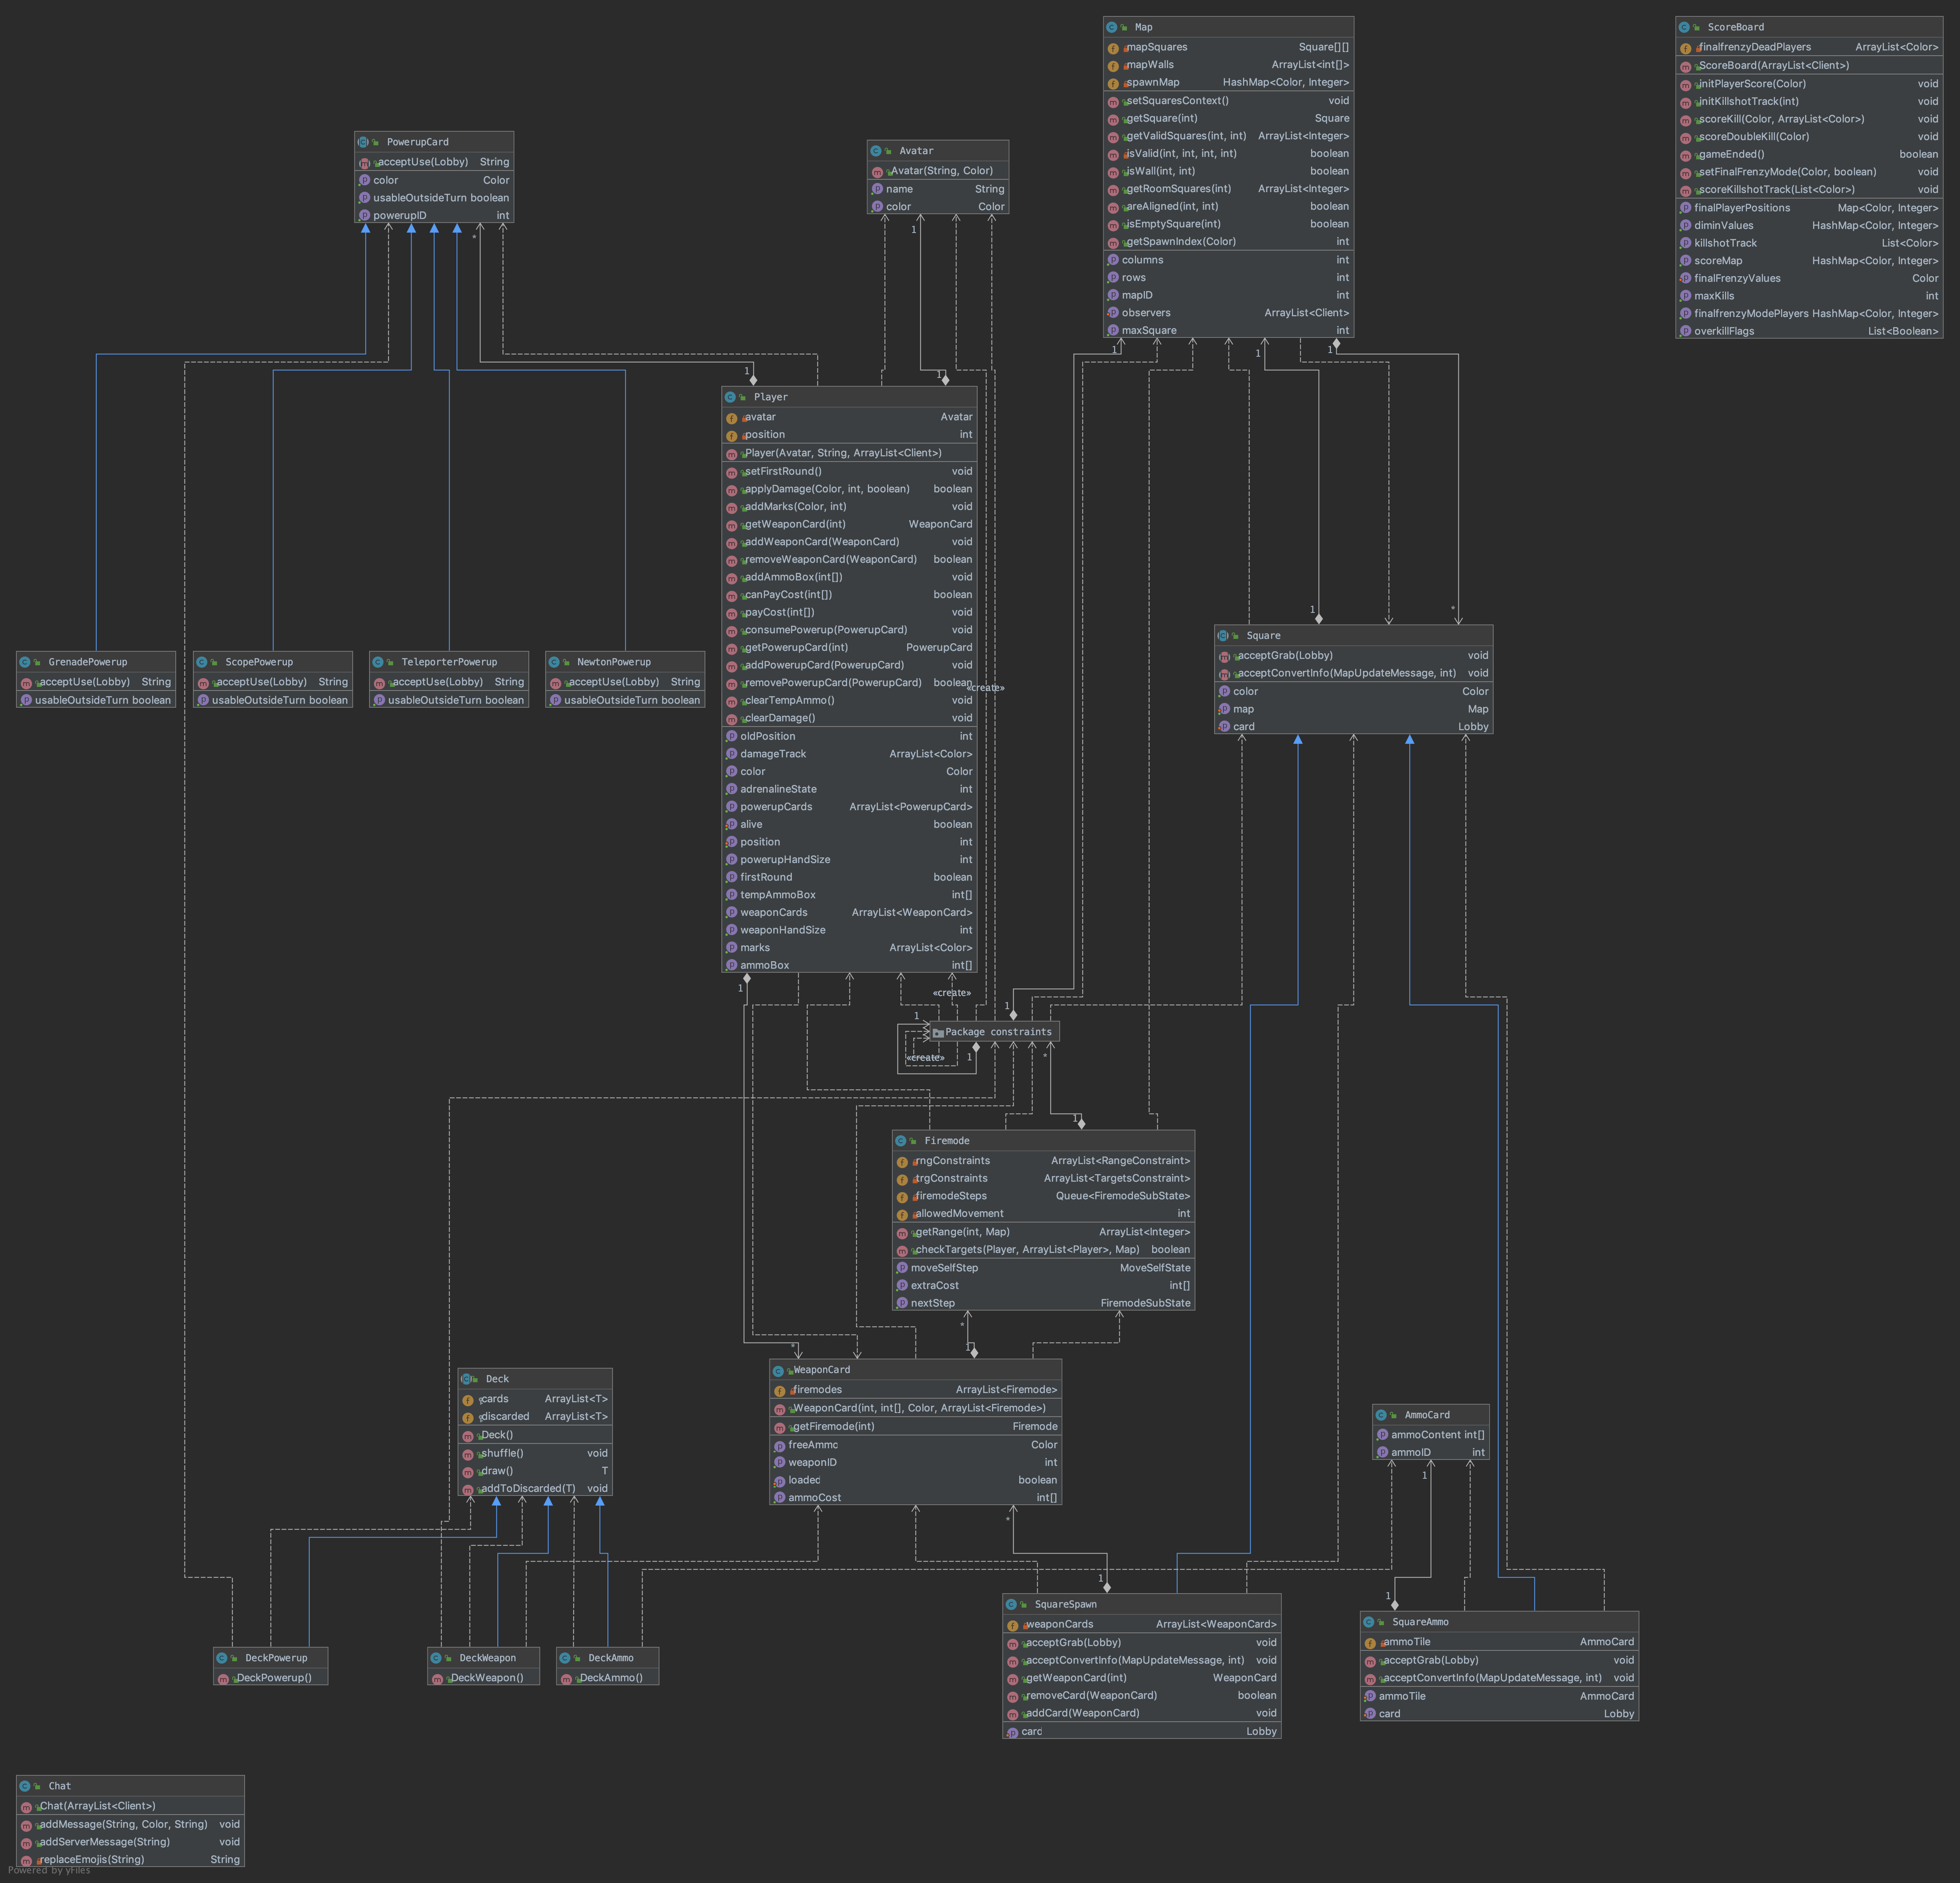 Map
mapSquares Square[][]
mapWalls ArrayList<int[]>
spawnMap HashMap<Color, Integer>
setSquaresContext() void
getSquare(int) Square
getValidSquares(int, int) ArrayList<Integer>
isValid(int, int, int, int) boolean
isWall(int, int) boolean
getRoomSquares(int) ArrayList<Integer>
areAligned(int, int) boolean
isEmptySquare(int) boolean
getSpawnIndex(Color) int
columns int
rows int
mapID int
observers ArrayList<Client>
maxSquare int
ScoreBoard
finalfrenzyDeadPlayers ArrayList<Color>
ScoreBoard(ArrayList<Client>)
initPlayerScore(Color) void
initKillshotTrack(int) void
scoreKill(Color, ArrayList<Color>) void
scoreDoubleKill(Color) void
gameEnded() boolean
setFinalFrenzyMode(Color, boolean) void
scoreKillshotTrack(List<Color>) void
finalPlayerPositions Map<Color, Integer>
diminValues HashMap<Color, Integer>
killshotTrack List<Color>
scoreMap HashMap<Color, Integer>
finalFrenzyValues Color
maxKills int
finalfrenzyModePlayers HashMap<Color, Integer>
overkillFlags List<Boolean>
PowerupCard
acceptUse(Lobby) String
color Color
usableOutsideTurn boolean
powerupID int
Avatar
Avatar(String, Color)
name String
color Color
*
1
1
1
1
1
1
Player
avatar Avatar
position int
Player(Avatar, String, ArrayList<Client>)
setFirstRound() void
applyDamage(Color, int, boolean) boolean
addMarks(Color, int) void
getWeaponCard(int) WeaponCard
addWeaponCard(WeaponCard) void
removeWeaponCard(WeaponCard) boolean
addAmmoBox(int[]) void
canPayCost(int[]) boolean
payCost(int[]) void
consumePowerup(PowerupCard) void
getPowerupCard(int) PowerupCard
addPowerupCard(PowerupCard) void
removePowerupCard(PowerupCard) boolean
clearTempAmmo() void
clearDamage() void
oldPosition int
damageTrack ArrayList<Color>
color Color
adrenalineState int
powerupCards ArrayList<PowerupCard>
alive boolean
position int
powerupHandSize int
firstRound boolean
tempAmmoBox int[]
weaponCards ArrayList<WeaponCard>
weaponHandSize int
marks ArrayList<Color>
ammoBox int[]
«create»
1
*
Square
acceptGrab(Lobby) void
acceptConvertInfo(MapUpdateMessage, int) void
color Color
map Map
card Lobby
GrenadePowerup
acceptUse(Lobby) String
usableOutsideTurn boolean
ScopePowerup
acceptUse(Lobby) String
usableOutsideTurn boolean
TeleporterPowerup
acceptUse(Lobby) String
usableOutsideTurn boolean
NewtonPowerup
acceptUse(Lobby) String
usableOutsideTurn boolean
1
«create»
1
1
Package constraints
«create»
1
*
1
Firemode
rngConstraints ArrayList<RangeConstraint>
trgConstraints ArrayList<TargetsConstraint>
firemodeSteps Queue<FiremodeSubState>
allowedMovement int
getRange(int, Map) ArrayList<Integer>
checkTargets(Player, ArrayList<Player>, Map) boolean
moveSelfStep MoveSelfState
extraCost int[]
nextStep FiremodeSubState
*
*
1
WeaponCard
firemodes ArrayList<Firemode>
WeaponCard(int, int[], Color, ArrayList<Firemode>)
getFiremode(int) Firemode
freeAmmo Color
weaponID int
loaded boolean
ammoCost int[]
Deck
cards ArrayList<T>
discarded ArrayList<T>
Deck()
shuffle() void
draw() T
addToDiscarded(T) void
AmmoCard
ammoContent int[]
ammoID int
1
*
1
1
DeckPowerup
DeckPowerup()
DeckWeapon
DeckWeapon()
DeckAmmo
DeckAmmo()
SquareSpawn
weaponCards ArrayList<WeaponCard>
acceptGrab(Lobby) void
acceptConvertInfo(MapUpdateMessage, int) void
getWeaponCard(int) WeaponCard
removeCard(WeaponCard) boolean
addCard(WeaponCard) void
card Lobby
SquareAmmo
ammoTile AmmoCard
acceptGrab(Lobby) void
acceptConvertInfo(MapUpdateMessage, int) void
ammoTile AmmoCard
card Lobby
Chat
Chat(ArrayList<Client>)
addMessage(String, Color, String) void
addServerMessage(String) void
replaceEmojis(String) String
Powered by yFiles